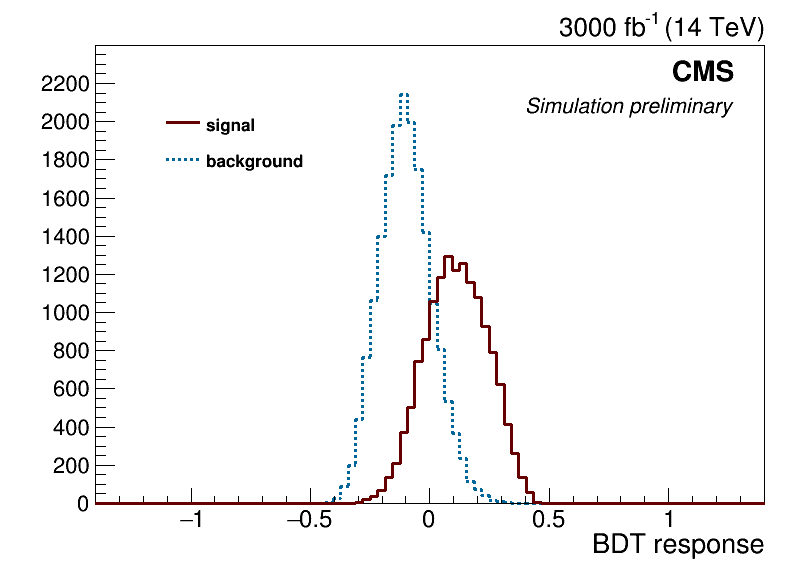 3000 fb⁻¹ (14 TeV)
CMS
Simulation preliminary
signal
background
2200
2000
1800
1600
1400
1200
1000
800
600
400
200
0
−1
−0.5
0
0.5
1
BDT response